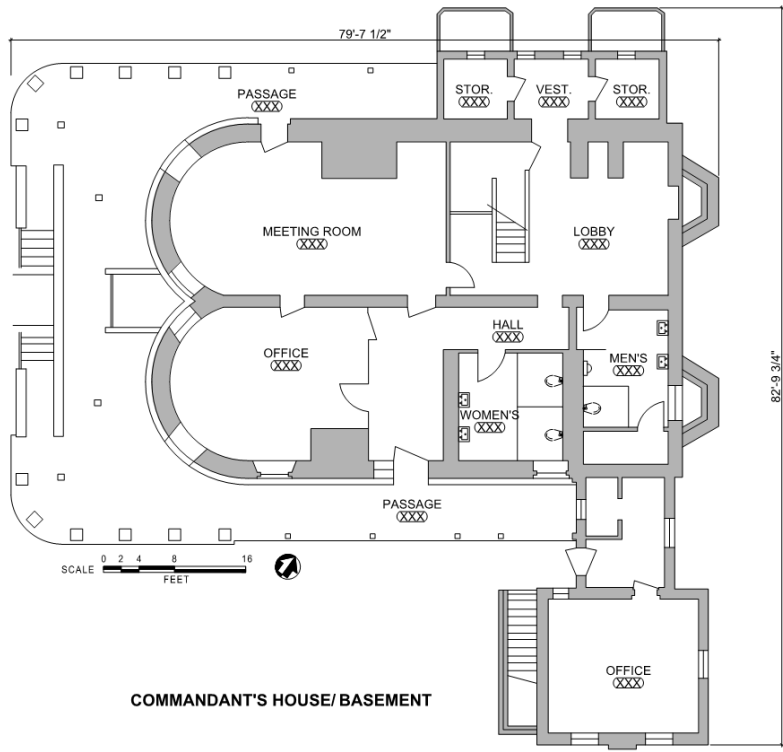 79'-7 1/2"
STOR.
XXX
VEST.
XXX
STOR.
XXX
PASSAGE
XXX
MEETING ROOM
XXX
LOBBY
XXX
HALL
XXX
OFFICE
XXX
MEN'S
XXX
82'-9 3/4"
WOMEN'S
XXX
PASSAGE
XXX
SCALE 0 2 4 8 16
FEET
OFFICE
XXX
COMMANDANT'S HOUSE/ BASEMENT